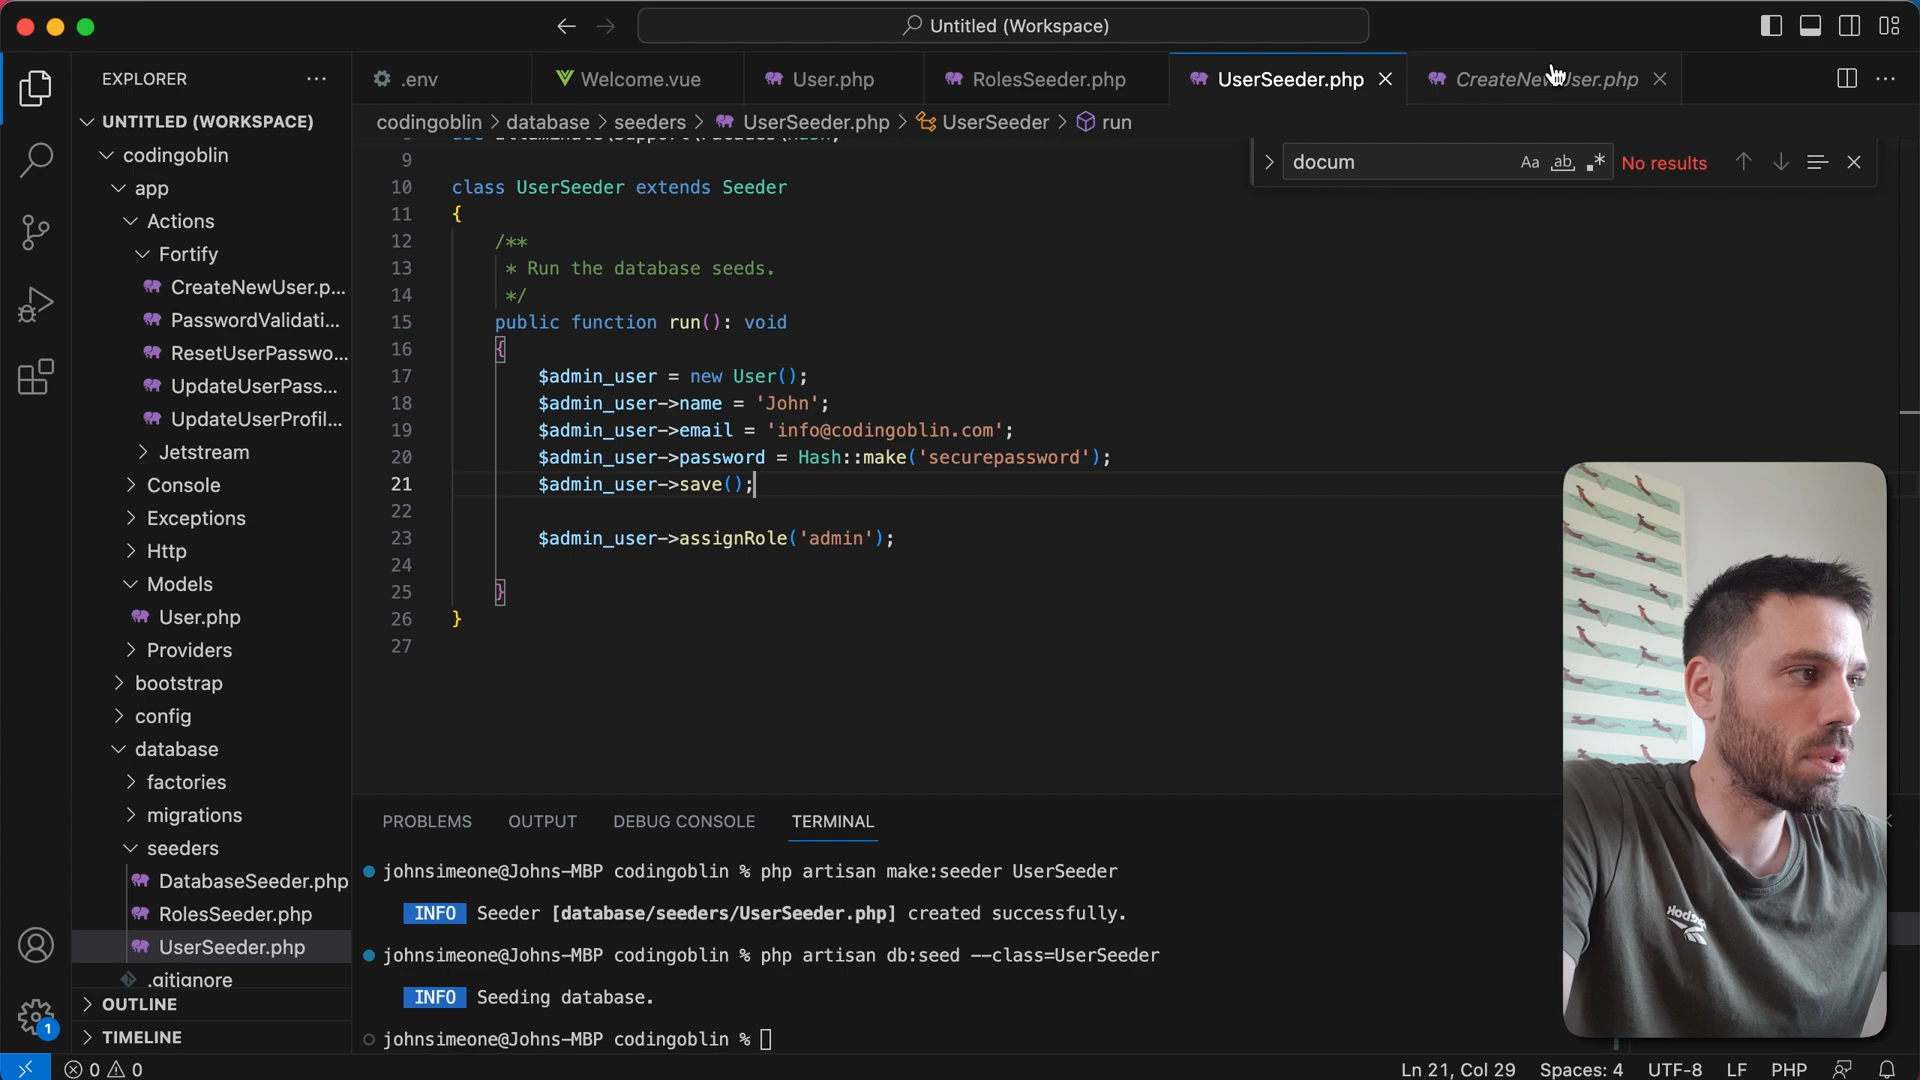 Untitled (Workspace)
EXPLORER
.env
Welcome.vue
User.php
RolesSeeder.php
UserSeeder.php
CreateNewUser.php
codingoblin > database > seeders > UserSeeder.php > UserSeeder > run
docum
Aa
ab
No results
UNTITLED (WORKSPACE)
codingoblin
app
Actions
Fortify
CreateNewUser.p...
PasswordValidati...
ResetUserPasswo...
UpdateUserPass...
UpdateUserProfil...
Jetstream
Console
Exceptions
Http
Models
User.php
Providers
bootstrap
config
database
factories
migrations
seeders
DatabaseSeeder.php
RolesSeeder.php
UserSeeder.php
.gitignore
OUTLINE
TIMELINE
9
10 class UserSeeder extends Seeder
11 {
12 /**
13 * Run the database seeds.
14 */
15 public function run(): void
16 {
17 $admin_user = new User();
18 $admin_user->name = 'John';
19 $admin_user->email = 'info@codingoblin.com';
20 $admin_user->password = Hash::make('securepassword');
21 $admin_user->save();
22
23 $admin_user->assignRole('admin');
24
25 }
26 }
27
PROBLEMS OUTPUT DEBUG CONSOLE TERMINAL
johnsimeone@Johns-MBP codingoblin % php artisan make:seeder UserSeeder
INFO Seeder [database/seeders/UserSeeder.php] created successfully.
johnsimeone@Johns-MBP codingoblin % php artisan db:seed --class=UserSeeder
INFO Seeding database.
johnsimeone@Johns-MBP codingoblin %
Reebok
1
0 0
Ln 21, Col 29 Spaces: 4 UTF-8 LF PHP